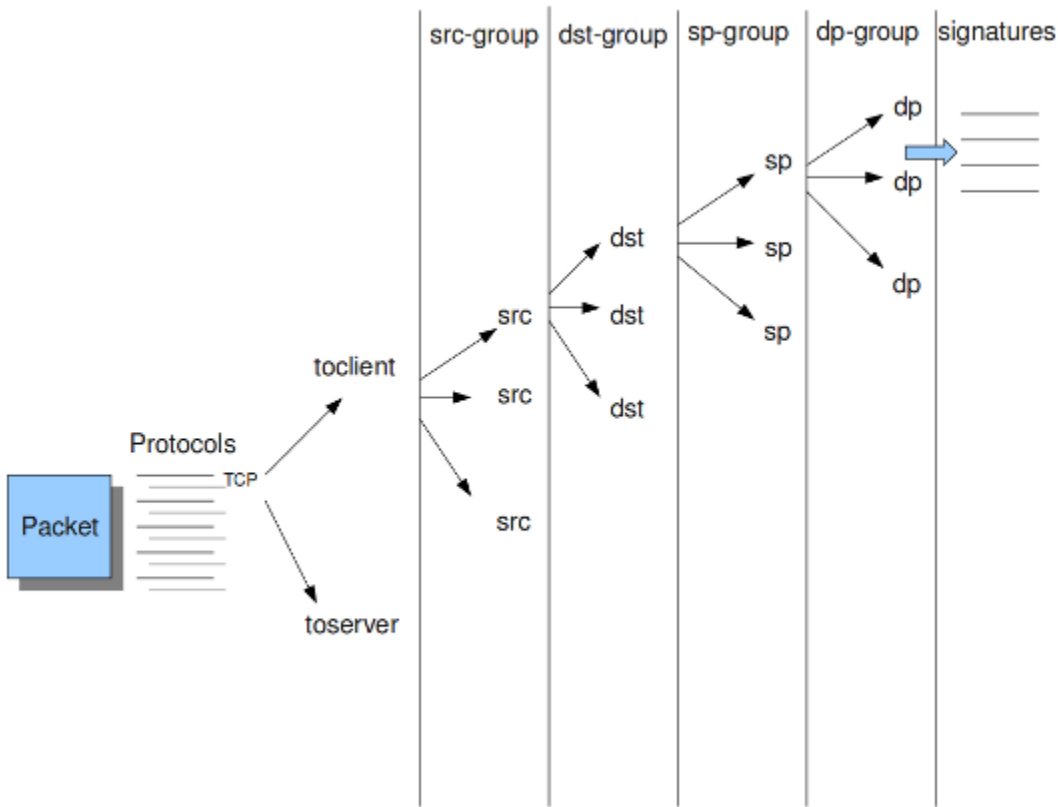 src-group dst-group sp-group dp-group signatures
dp
sp
dp
dst
sp
dp
src
dst
sp
toclient
src
dst
Protocols
TCP
Packet
src
toserver